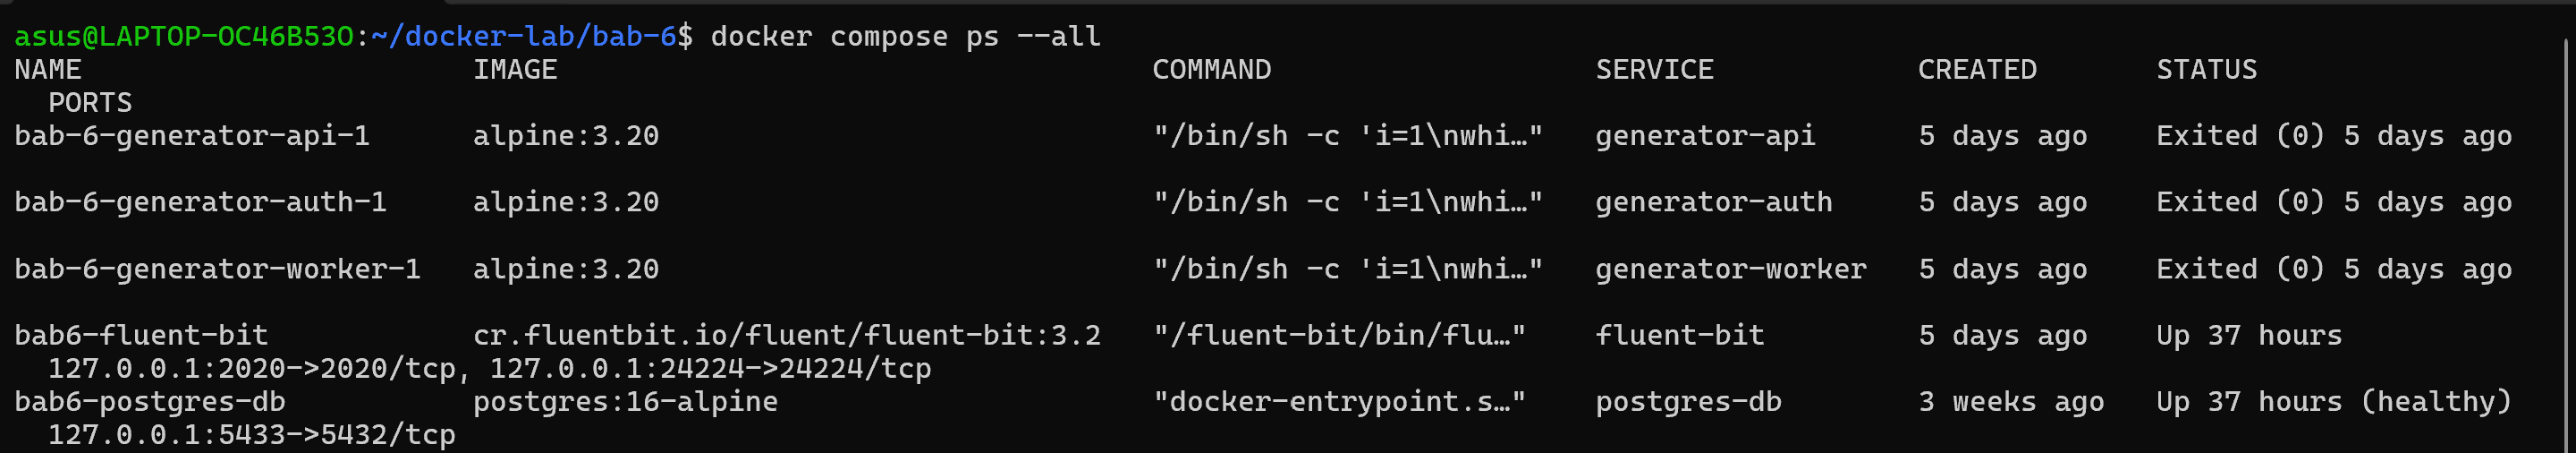 asus@LAPTOP-OC46B53O:~/docker-lab/bab-6$ docker compose ps --all
NAME                       IMAGE                                   COMMAND                   SERVICE            CREATED       STATUS
  PORTS
bab-6-generator-api-1      alpine:3.20                             "/bin/sh -c 'i=1\nwhi…"   generator-api      5 days ago    Exited (0) 5 days ago
bab-6-generator-auth-1     alpine:3.20                             "/bin/sh -c 'i=1\nwhi…"   generator-auth     5 days ago    Exited (0) 5 days ago
bab-6-generator-worker-1   alpine:3.20                             "/bin/sh -c 'i=1\nwhi…"   generator-worker   5 days ago    Exited (0) 5 days ago
bab6-fluent-bit            cr.fluentbit.io/fluent/fluent-bit:3.2   "/fluent-bit/bin/flu…"    fluent-bit         5 days ago    Up 37 hours
  127.0.0.1:2020->2020/tcp, 127.0.0.1:24224->24224/tcp
bab6-postgres-db           postgres:16-alpine                      "docker-entrypoint.s…"    postgres-db        3 weeks ago   Up 37 hours (healthy)
  127.0.0.1:5433->5432/tcp